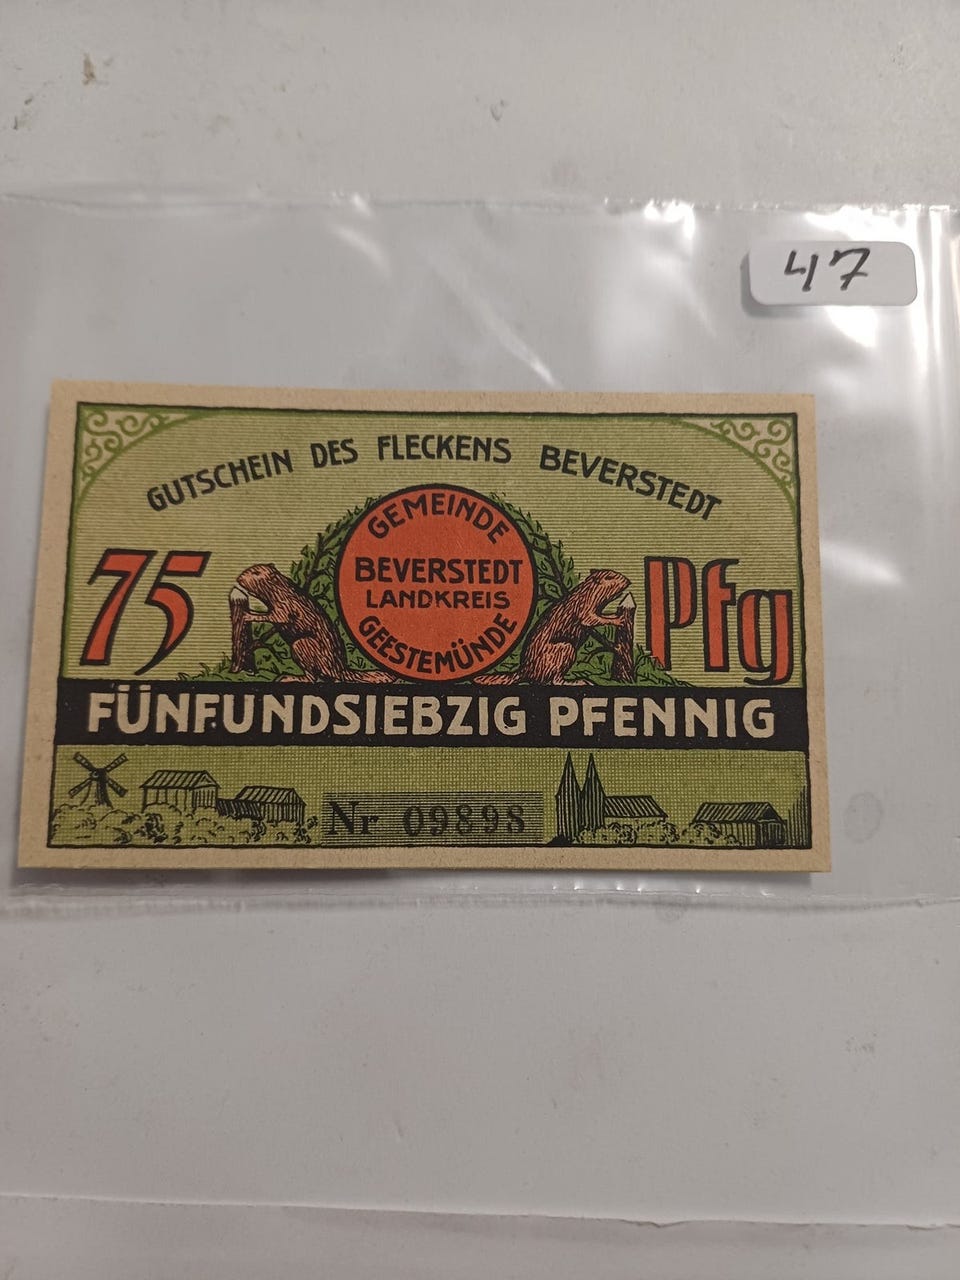 47
GUTSCHEIN DES FLECKENS BEVERSTEDT
75 Pfg
GEMEINDE
BEVERSTEDT
LANDKREIS
GEESTEMÜNDE
FÜNFUNDSIEBZIG PFENNIG
Nr 09898